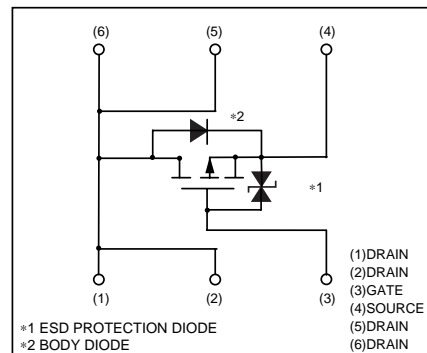 (6) (5) (4)
∗2
∗1
(1) (2) (3)
(1)DRAIN
(2)DRAIN
(3)GATE
(4)SOURCE
(5)DRAIN
(6)DRAIN
∗1 ESD PROTECTION DIODE
∗2 BODY DIODE